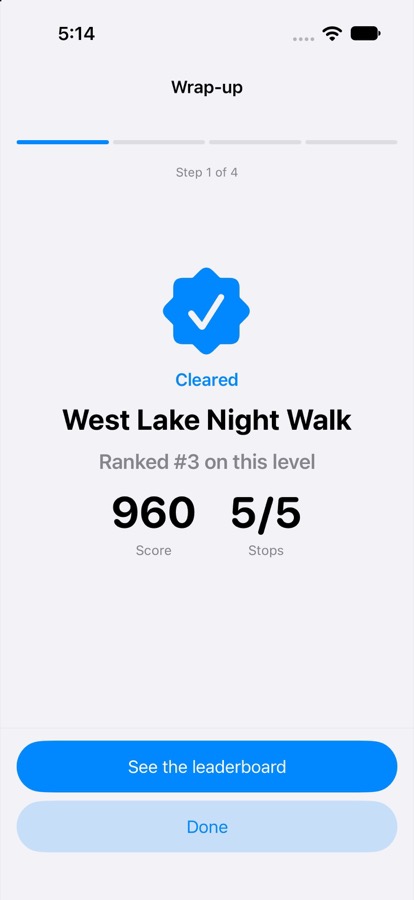 5:14
Wrap-up
Step 1 of 4
Cleared
West Lake Night Walk
Ranked #3 on this level
960 5/5
Score Stops
See the leaderboard
Done